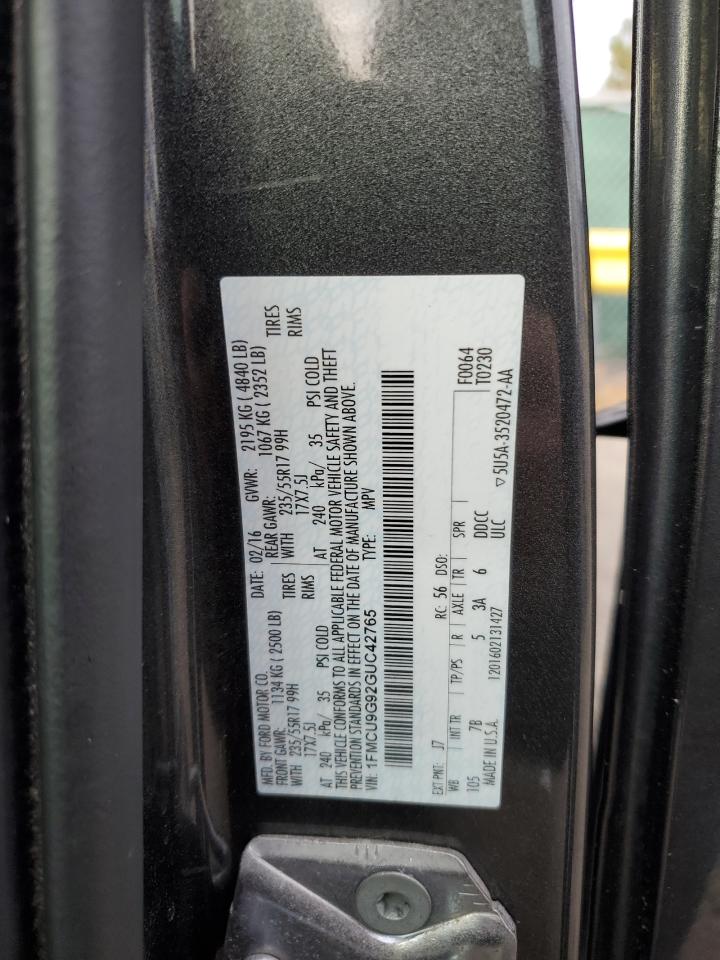 MFD. BY FORD MOTOR CO.
DATE: 02/16 GVWR: 2195 KG ( 4840 LB)
FRONT GAWR: 1134 KG ( 2500 LB) REAR GAWR: 1067 KG ( 2352 LB)
WITH 235/55R17 99H TIRES WITH 235/55R17 99H TIRES
17X7.5J RIMS 17X7.5J RIMS
AT 240 kPa/ 35 PSI COLD AT 240 kPa/ 35 PSI COLD
THIS VEHICLE CONFORMS TO ALL APPLICABLE FEDERAL MOTOR VEHICLE SAFETY AND THEFT
PREVENTION STANDARDS IN EFFECT ON THE DATE OF MANUFACTURE SHOWN ABOVE.
VIN: 1FMCU9G92GUC42765 TYPE: MPV
EXT PNT: J7 RC: 56 DSO: F0064
WB INT TR TP/PS R AXLE TR SPR T0230
105 7B 5 3A 6 DDCC
MADE IN U.S.A. 1201602131427 ULC ▽5U5A-3520472-AA